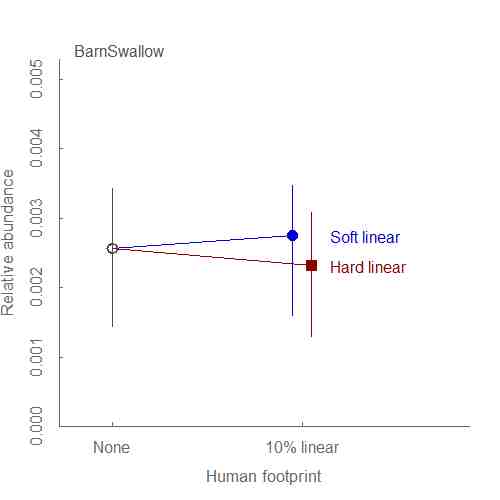 BarnSwallow
0.005
0.004
0.003
0.002
0.001
0.000
Relative abundance
Soft linear
Hard linear
None
10% linear
Human footprint